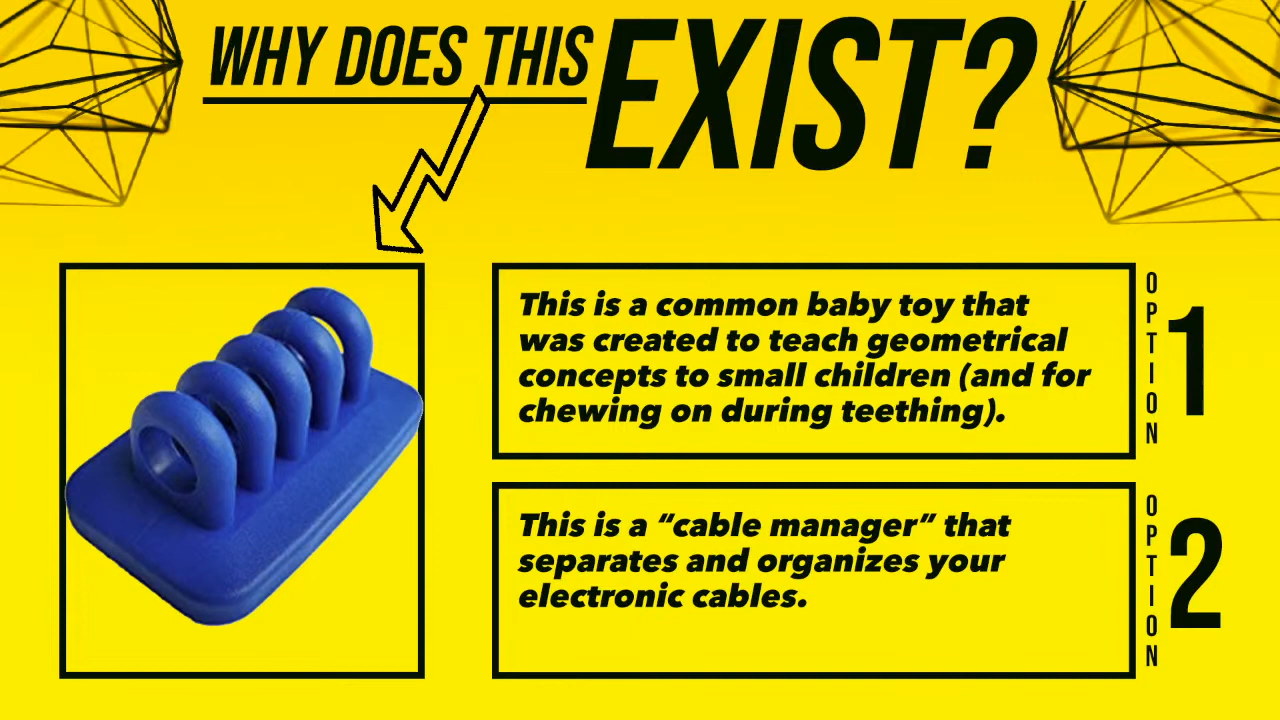 WHY DOES THIS EXIST?
This is a common baby toy that
was created to teach geometrical
concepts to small children (and for
chewing on during teething).
OPTION 1
This is a “cable manager” that
separates and organizes your
electronic cables.
OPTION 2